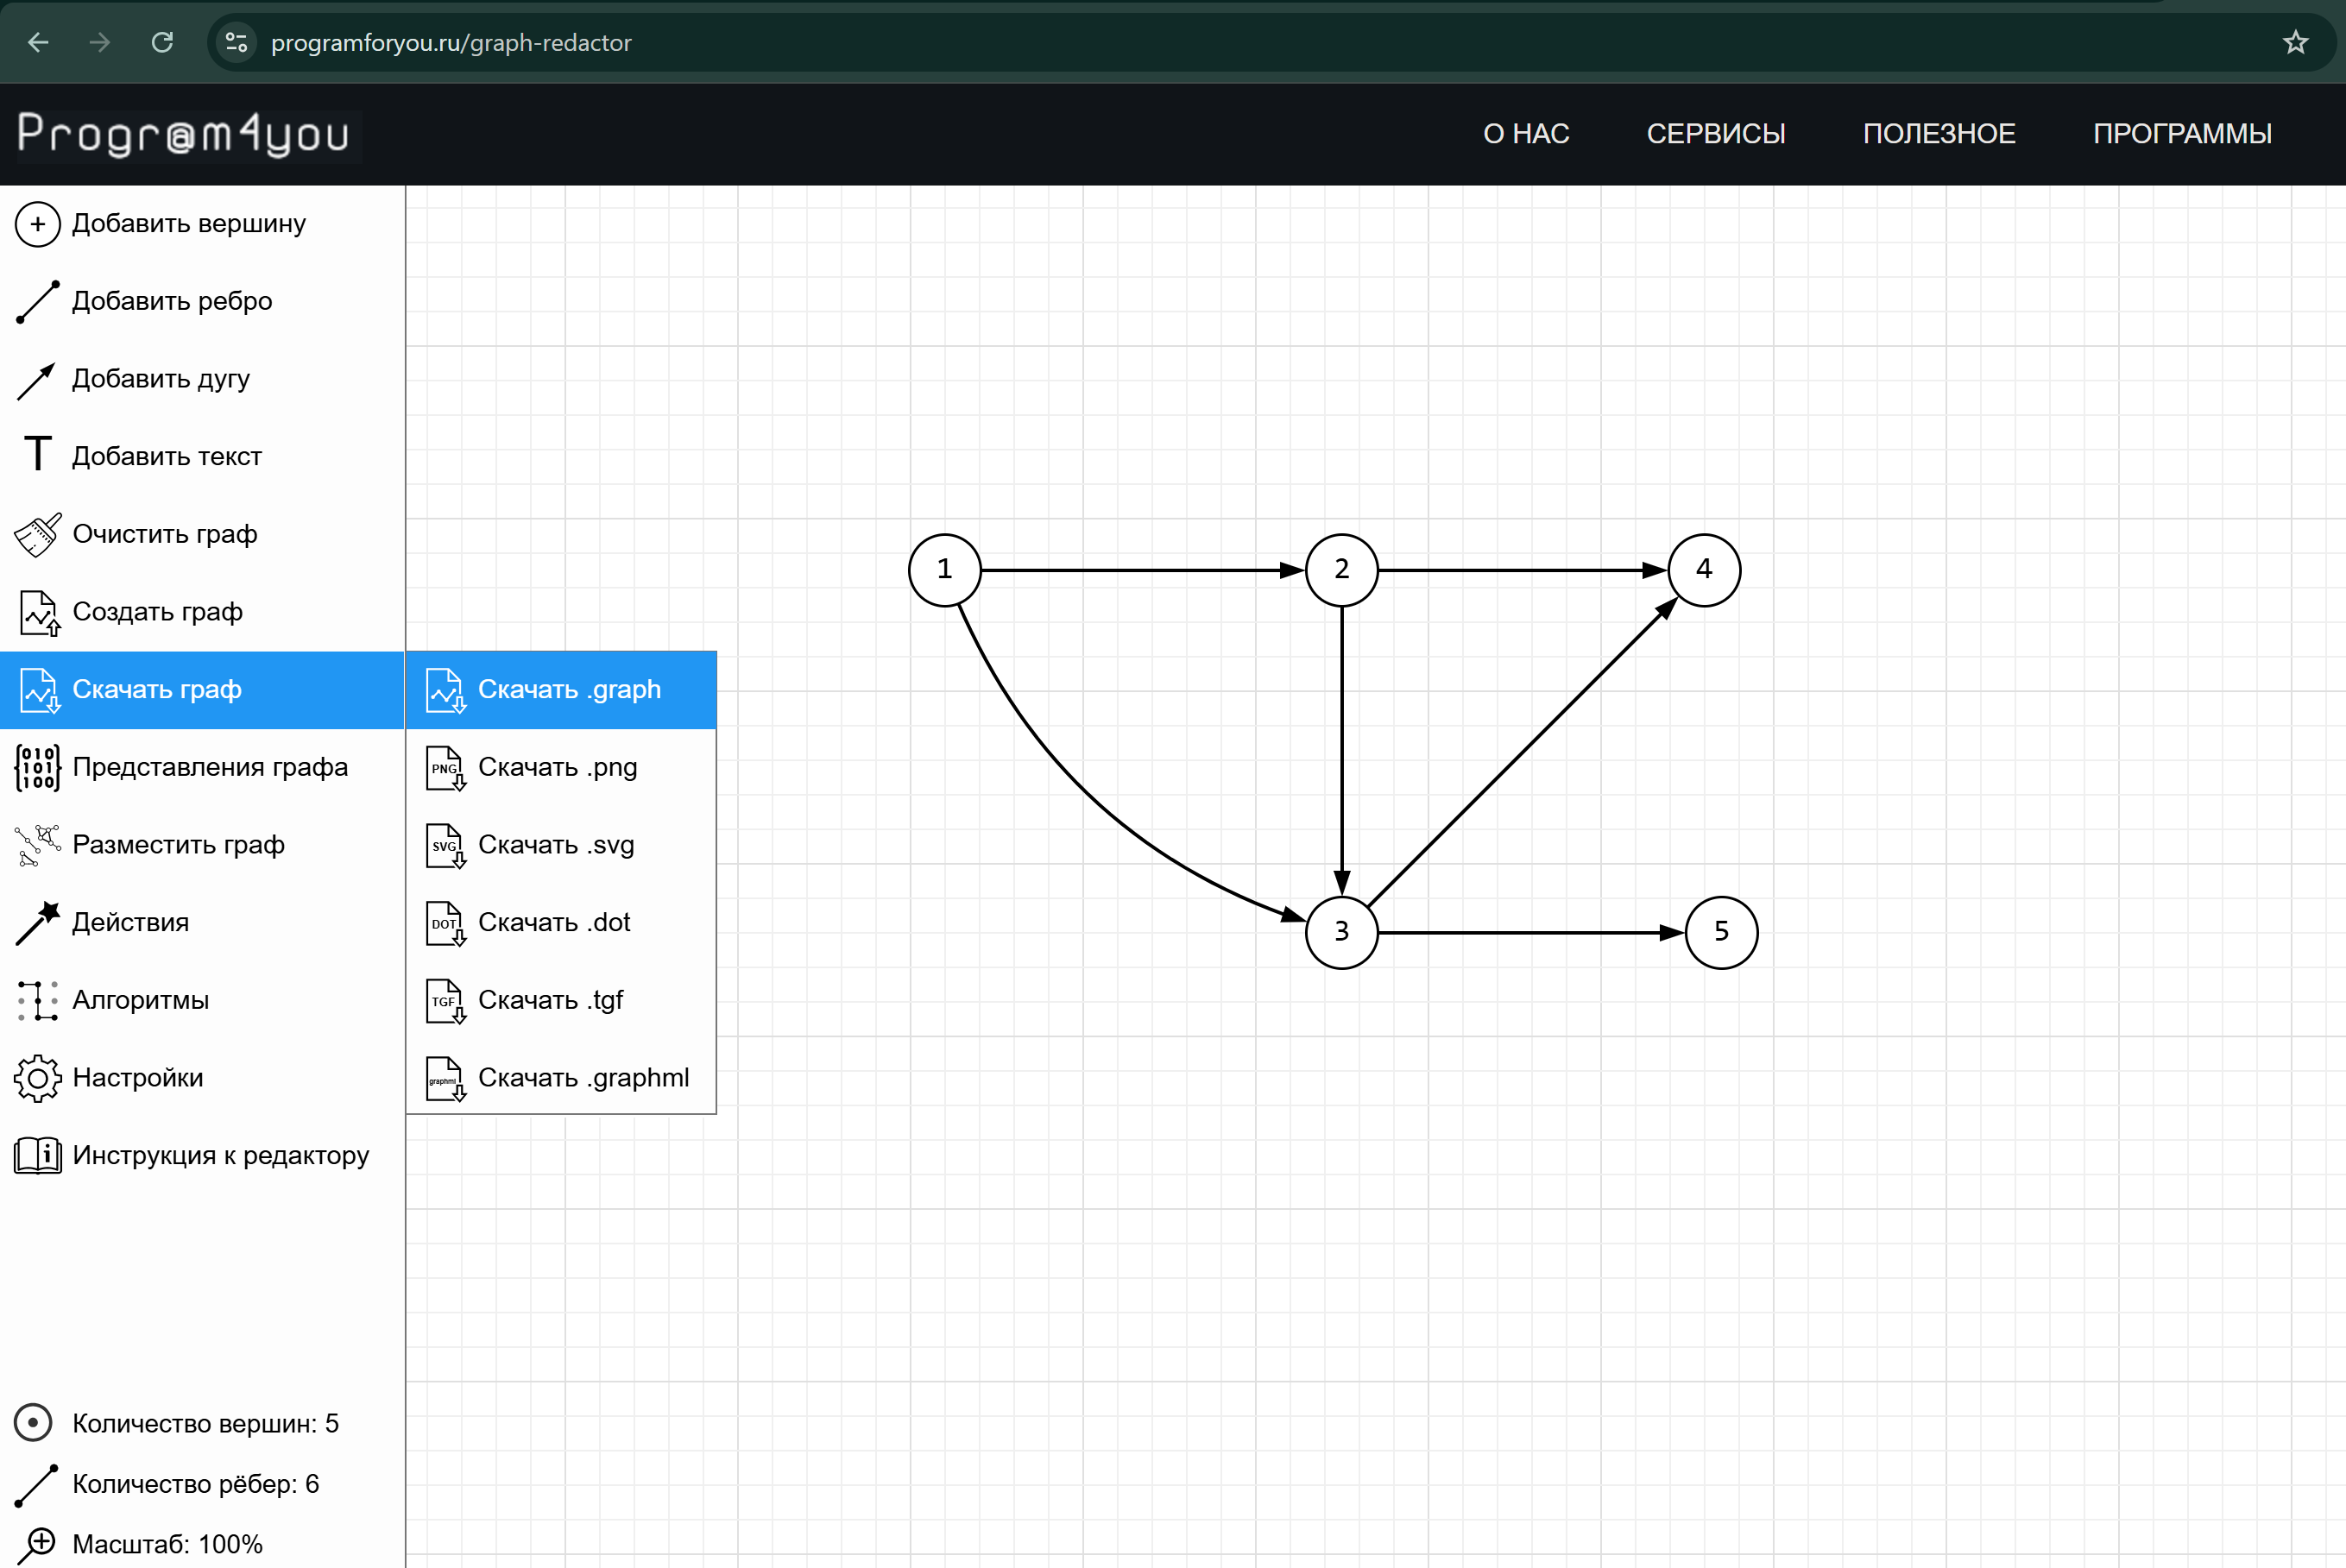 programforyou.ru/graph-redactor
Progr@m4you
О НАС
СЕРВИСЫ
ПОЛЕЗНОЕ
ПРОГРАММЫ
+ Добавить вершину
Добавить ребро
Добавить дугу
T Добавить текст
Очистить граф
Создать граф
Скачать граф
010
101
100
Представления графа
Разместить граф
Действия
Алгоритмы
Настройки
i Инструкция к редактору
Скачать .graph
PNG Скачать .png
SVG Скачать .svg
DOT Скачать .dot
TGF Скачать .tgf
graphml Скачать .graphml
1
2
4
3
5
Количество вершин: 5
Количество рёбер: 6
Масштаб: 100%